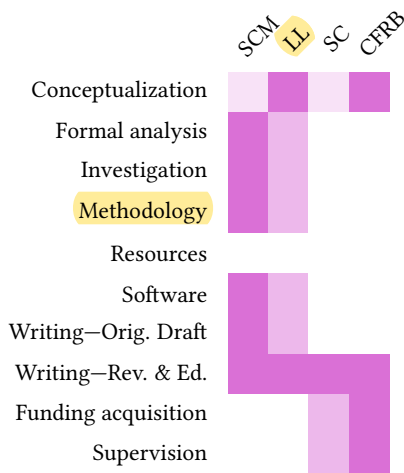 SCM LL SC CFRB
Conceptualization
Formal analysis
Investigation
Methodology
Resources
Software
Writing—Orig. Draft
Writing—Rev. & Ed.
Funding acquisition
Supervision